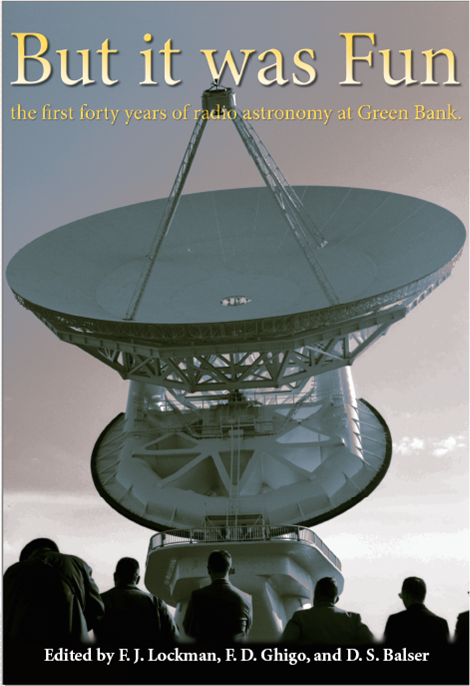 But it was Fun
the first forty years of radio astronomy at Green Bank.
Edited by F. J. Lockman, F. D. Ghigo, and D. S. Balser